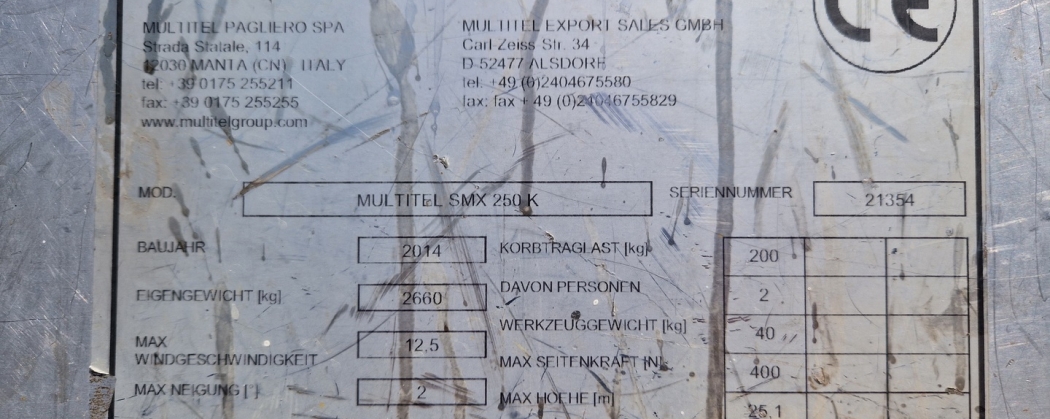 MULTITEL PAGLIERO SPA
Strada Statale, 114
12030 MANTA (CN) ITALY
tel: +39 0175 255211
fax: +39 0175 255255
www.multitelgroup.com
MULTITEL EXPORT SALES GMBH
Carl-Zeiss Str. 34
D-52477 ALSDORF
tel: +49 (0)2404675580
fax: fax + 49 (0)24046755829
CE
MOD. MULTITEL SMX 250 K SERIENNUMMER 21354
BAUJAHR 2014 KORBTRAGLAST [kg] 200
EIGENGEWICHT [kg] 2660 DAVON PERSONEN 2
MAX WINDGESCHWINDIGKEIT 12,5 WERKZEUGGEWICHT [kg] 40
MAX SEITENKRAFT [N] 400
MAX NEIGUNG [°] 2 MAX HOEHE [m] 25,1